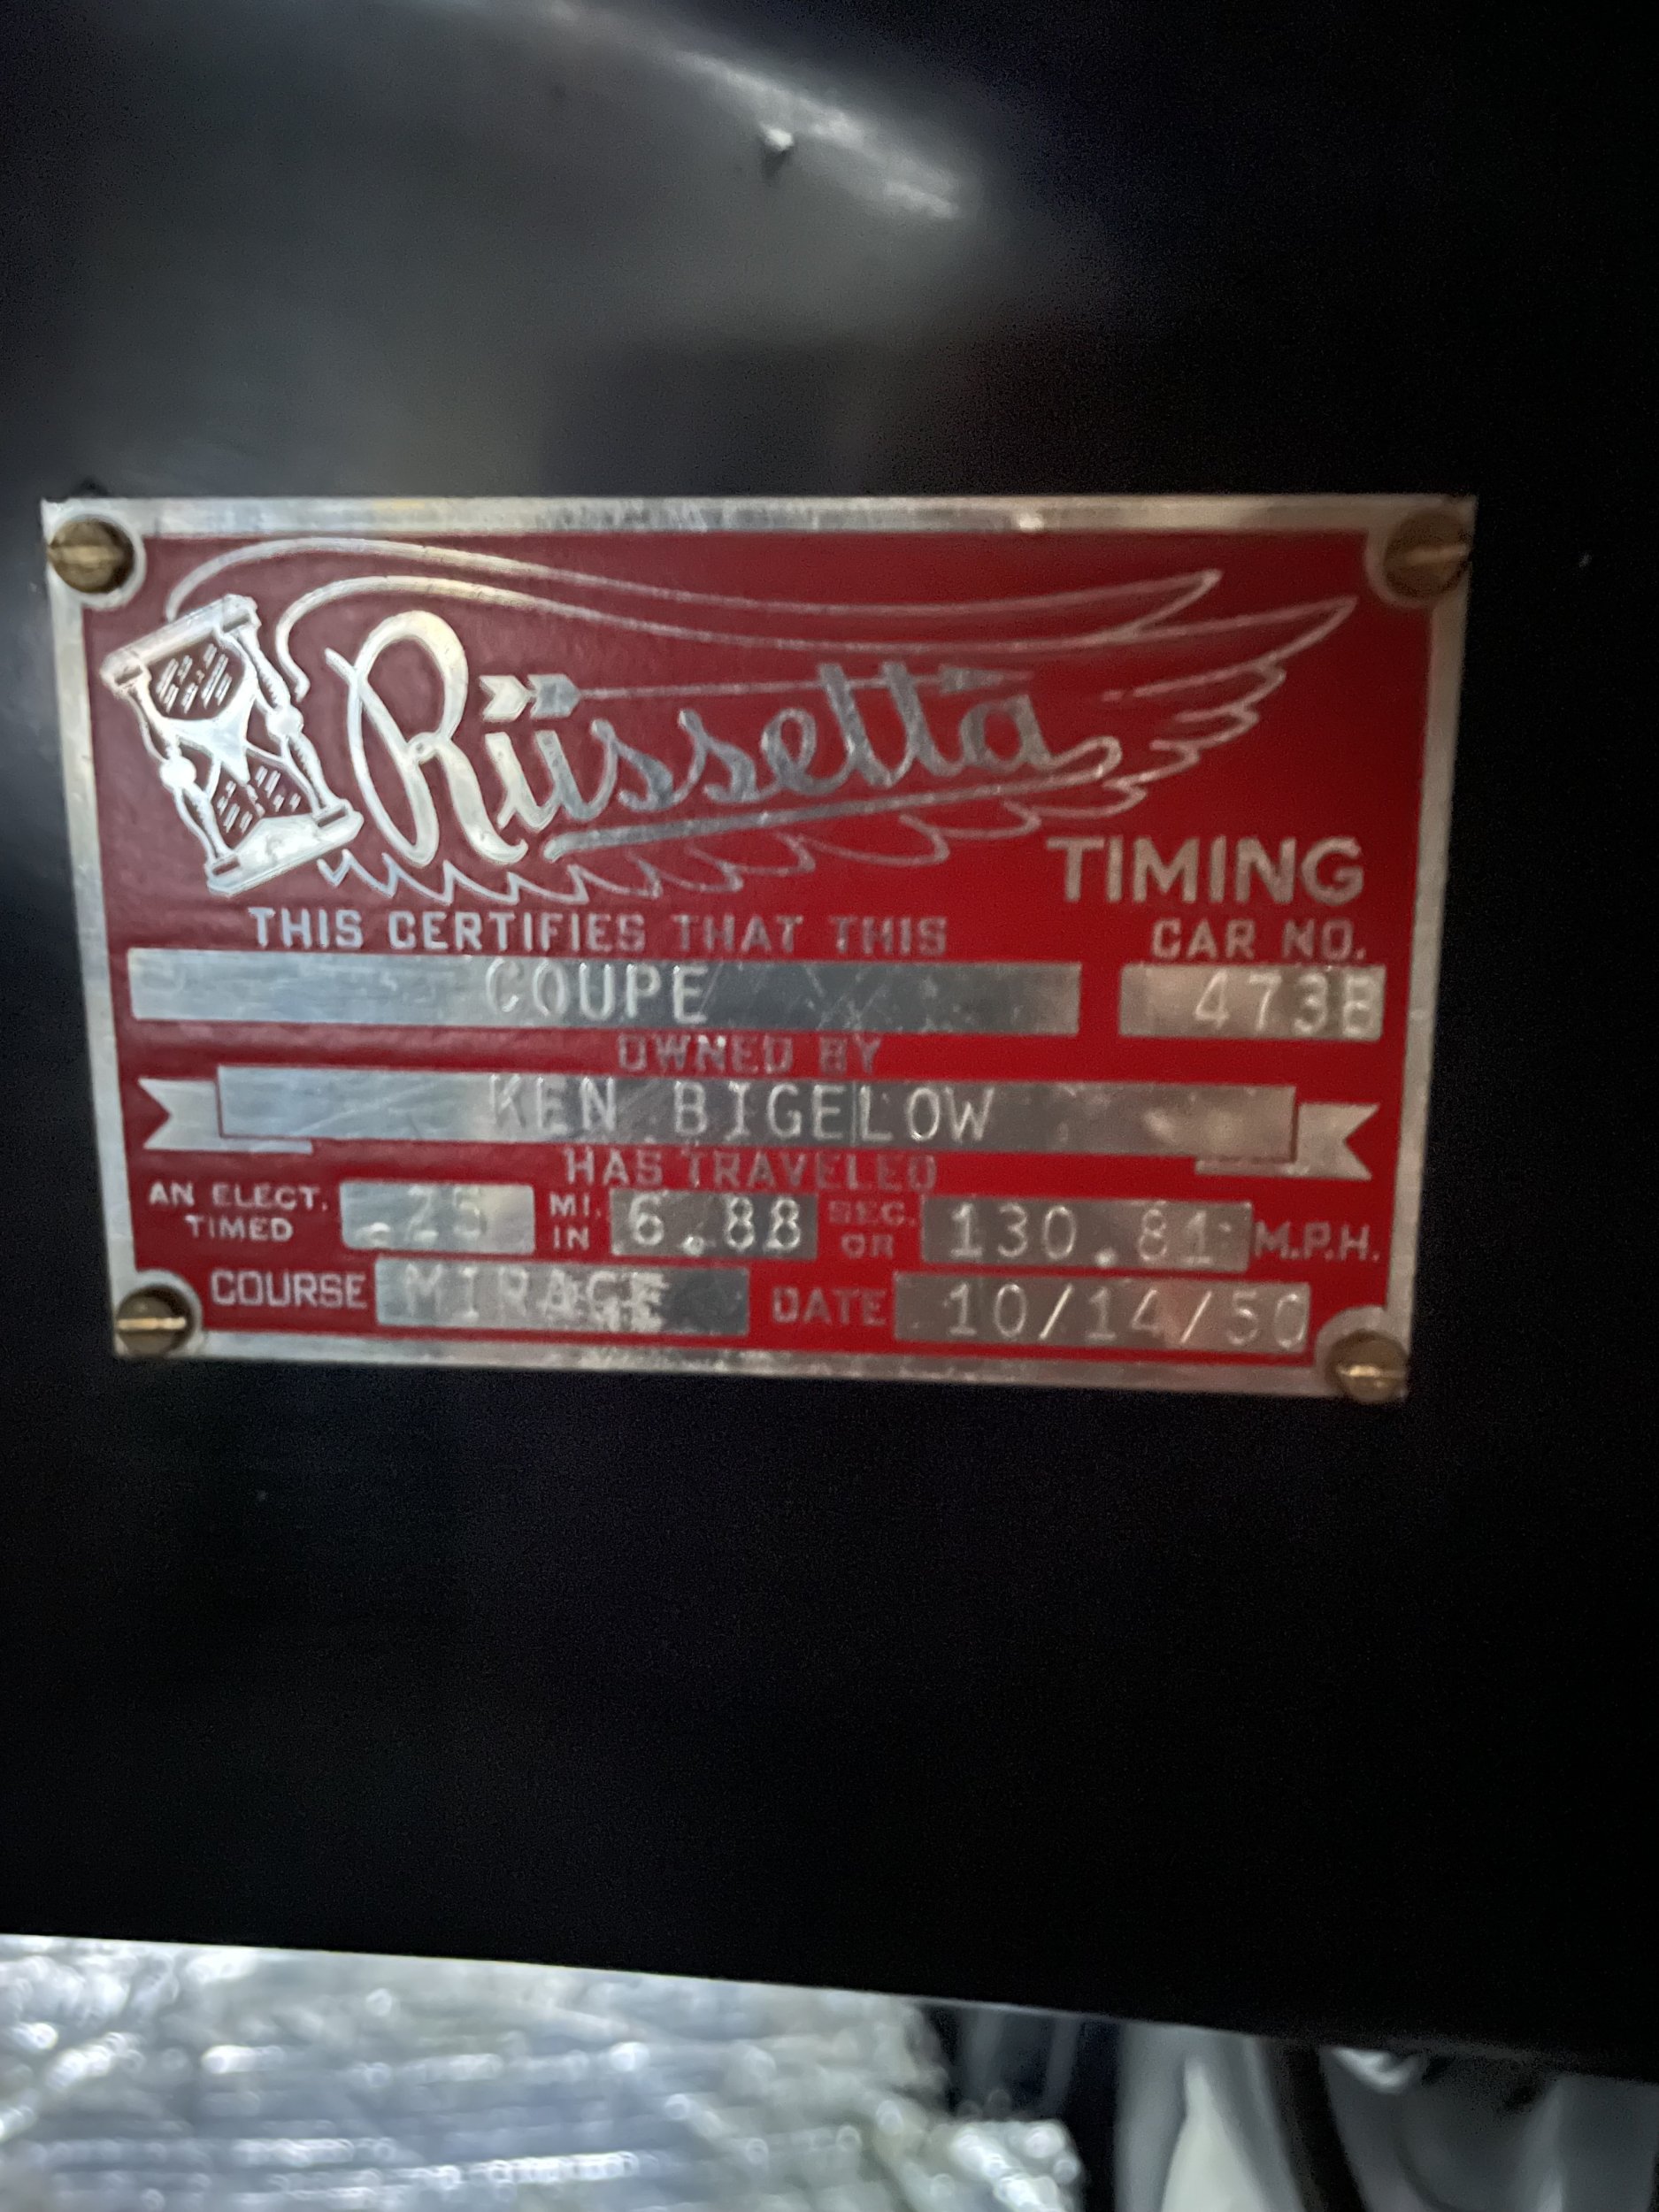 Rüssetta
TIMING
THIS CERTIFIES THAT THIS CAR NO.
COUPE 473B
OWNED BY
KEN BIGELOW
HAS TRAVELED
AN ELECT. TIMED .25 MI. IN 6.88 SEC. OR 130.81 M.P.H.
COURSE MIRAGE DATE 10/14/50